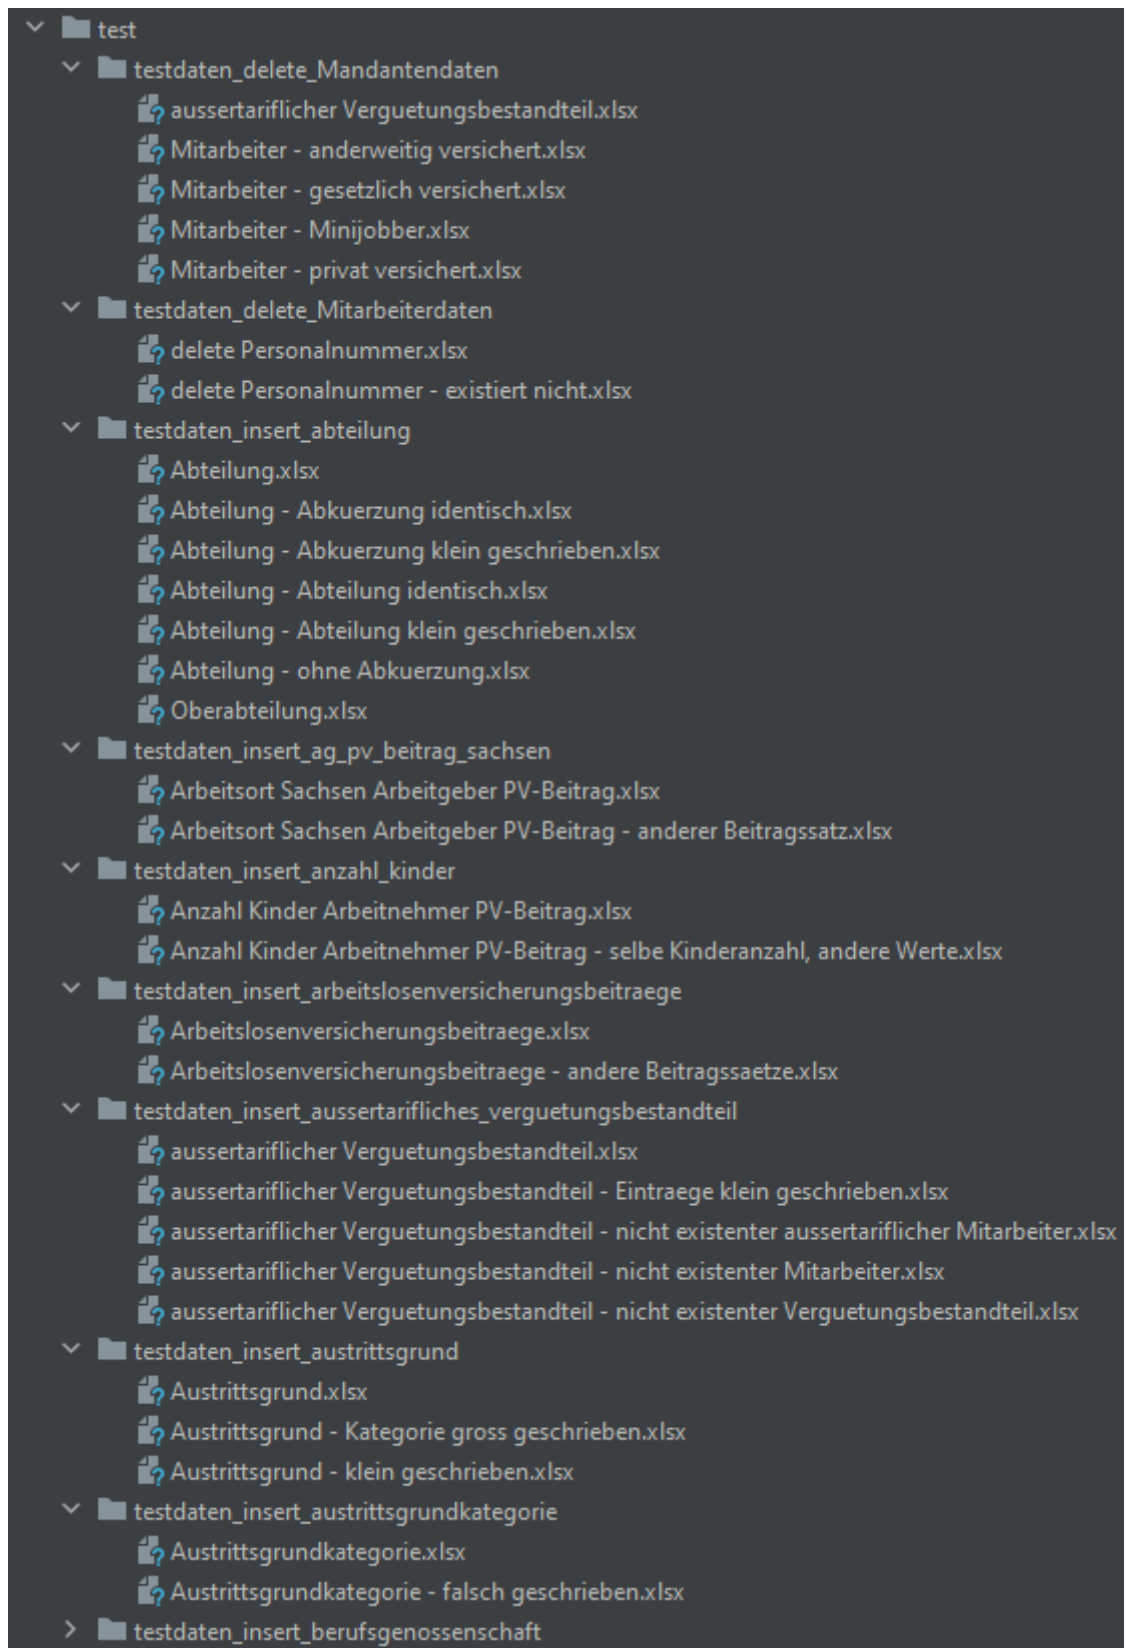 test
testdaten_delete_Mandantendaten
aussertariflicher Verguetungsbestandteil.xlsx
Mitarbeiter - anderweitig versichert.xlsx
Mitarbeiter - gesetzlich versichert.xlsx
Mitarbeiter - Minijobber.xlsx
Mitarbeiter - privat versichert.xlsx
testdaten_delete_Mitarbeiterdaten
delete Personalnummer.xlsx
delete Personalnummer - existiert nicht.xlsx
testdaten_insert_abteilung
Abteilung.xlsx
Abteilung - Abkuerzung identisch.xlsx
Abteilung - Abkuerzung klein geschrieben.xlsx
Abteilung - Abteilung identisch.xlsx
Abteilung - Abteilung klein geschrieben.xlsx
Abteilung - ohne Abkuerzung.xlsx
Oberabteilung.xlsx
testdaten_insert_ag_pv_beitrag_sachsen
Arbeitsort Sachsen Arbeitgeber PV-Beitrag.xlsx
Arbeitsort Sachsen Arbeitgeber PV-Beitrag - anderer Beitragssatz.xlsx
testdaten_insert_anzahl_kinder
Anzahl Kinder Arbeitnehmer PV-Beitrag.xlsx
Anzahl Kinder Arbeitnehmer PV-Beitrag - selbe Kinderanzahl, andere Werte.xlsx
testdaten_insert_arbeitslosenversicherungsbeitraege
Arbeitslosenversicherungsbeitraege.xlsx
Arbeitslosenversicherungsbeitraege - andere Beitragssaetze.xlsx
testdaten_insert_aussertarifliches_verguetungsbestandteil
aussertariflicher Verguetungsbestandteil.xlsx
aussertariflicher Verguetungsbestandteil - Eintraege klein geschrieben.xlsx
aussertariflicher Verguetungsbestandteil - nicht existenter aussertariflicher Mitarbeiter.xlsx
aussertariflicher Verguetungsbestandteil - nicht existenter Mitarbeiter.xlsx
aussertariflicher Verguetungsbestandteil - nicht existenter Verguetungsbestandteil.xlsx
testdaten_insert_austrittsgrund
Austrittsgrund.xlsx
Austrittsgrund - Kategorie gross geschrieben.xlsx
Austrittsgrund - klein geschrieben.xlsx
testdaten_insert_austrittsgrundkategorie
Austrittsgrundkategorie.xlsx
Austrittsgrundkategorie - falsch geschrieben.xlsx
testdaten_insert_berufsgenossenschaft